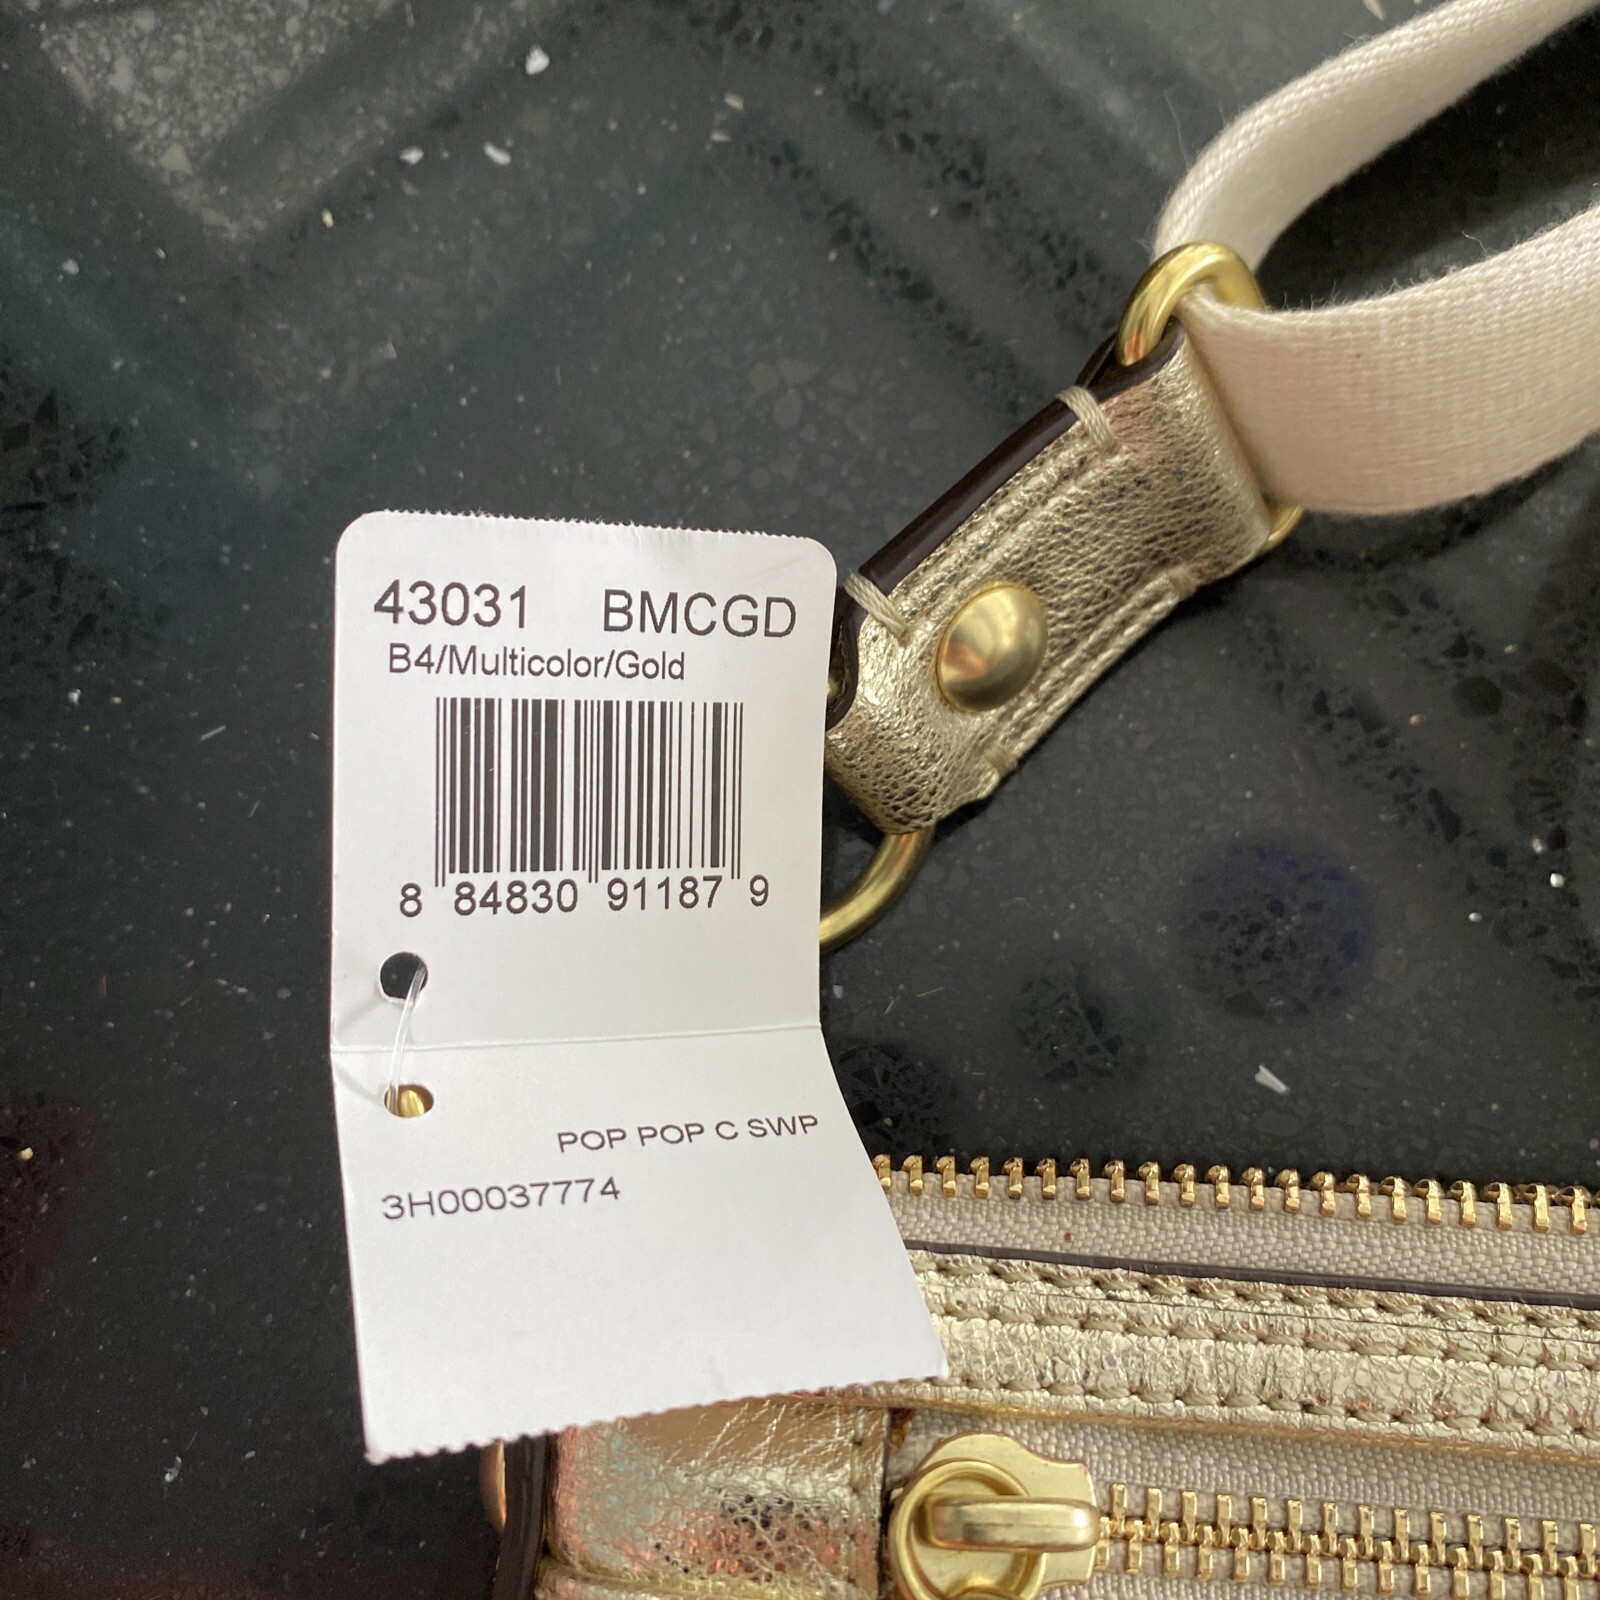 43031 BMCGD
B4/Multicolor/Gold
8 84830 91187 9
POP POP C SWP
3H00037774